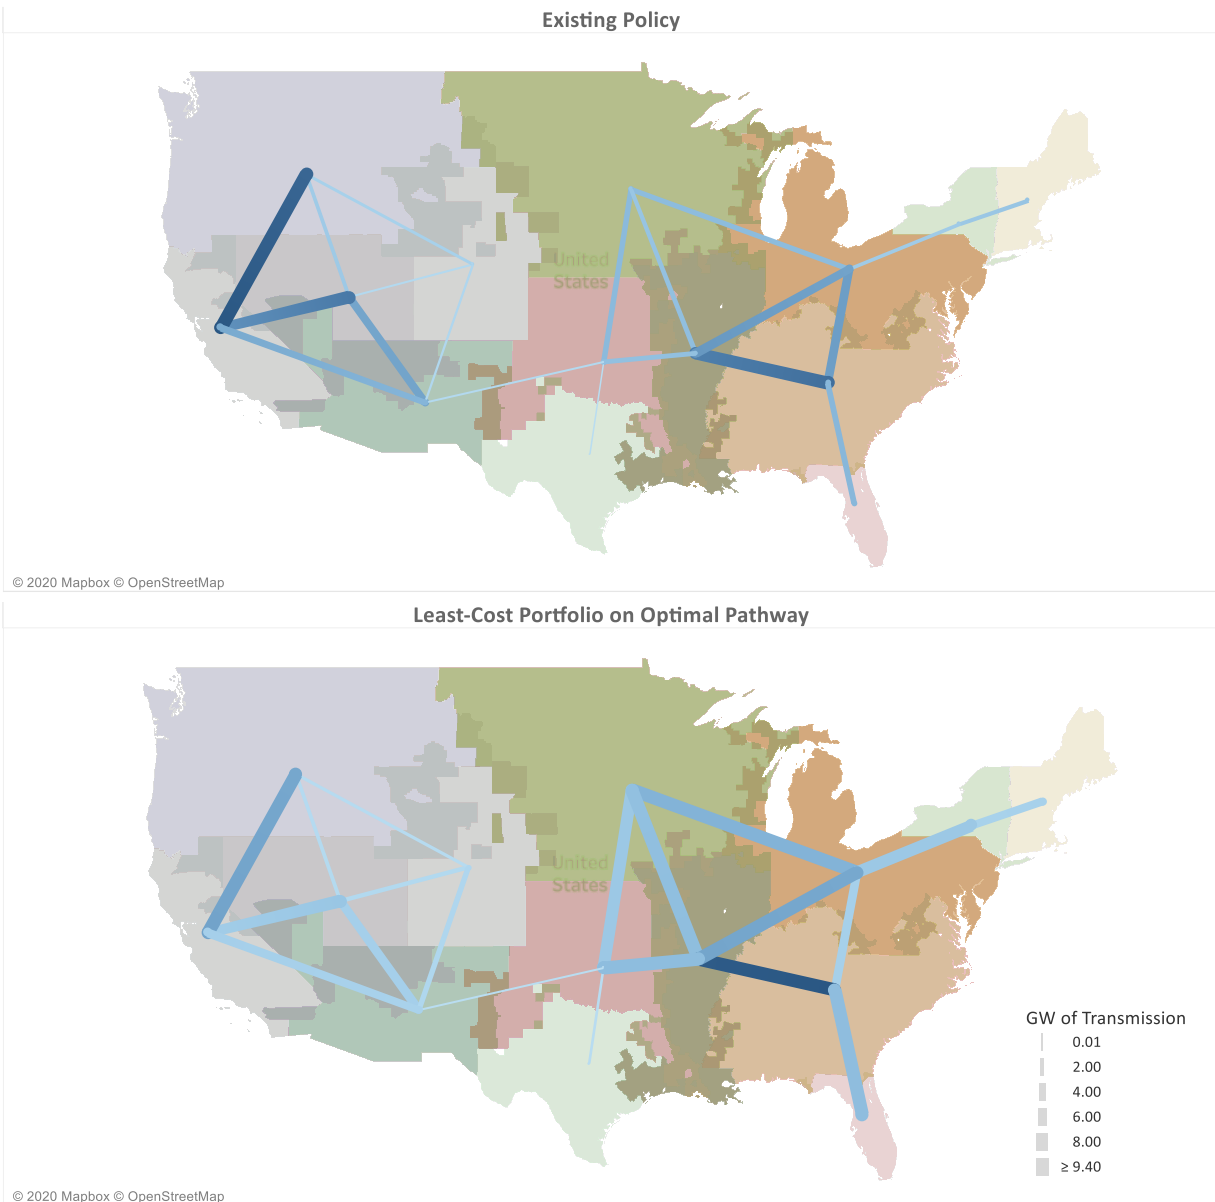 Existing Policy
United
States
© 2020 Mapbox © OpenStreetMap
Least-Cost Portfolio on Optimal Pathway
United
States
GW of Transmission
0.01
2.00
4.00
6.00
8.00
≥ 9.40
© 2020 Mapbox © OpenStreetMap